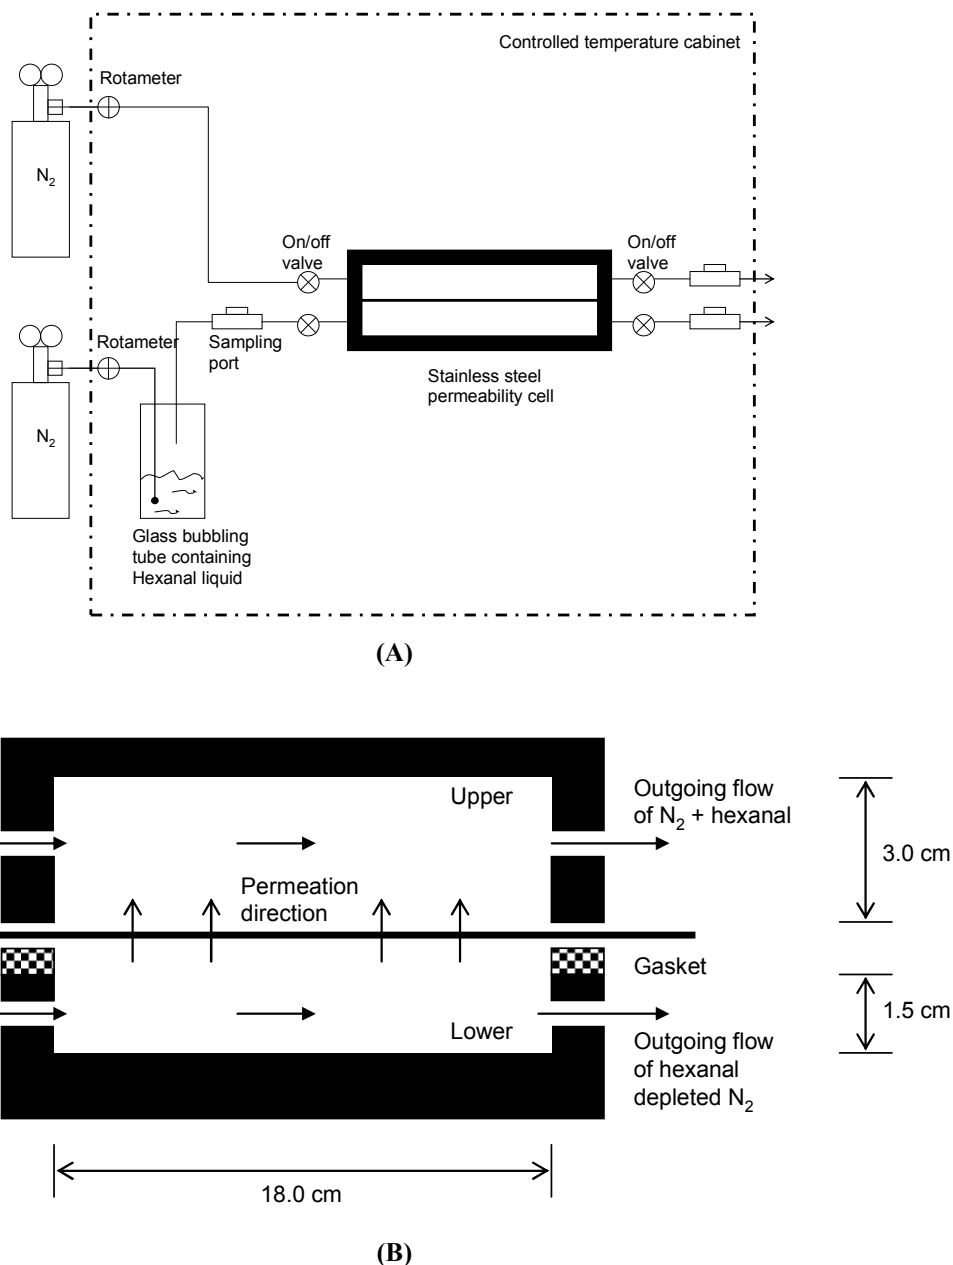 Controlled temperature cabinet
Rotameter
N2
On/off
valve
On/off
valve
Rotameter
Sampling
port
Stainless steel
permeability cell
N2
Glass bubbling
tube containing
Hexanal liquid
(A)
Upper
Outgoing flow
of N2 + hexanal
3.0 cm
Permeation
direction
Gasket
1.5 cm
Lower
Outgoing flow
of hexanal
depleted N2
18.0 cm
(B)